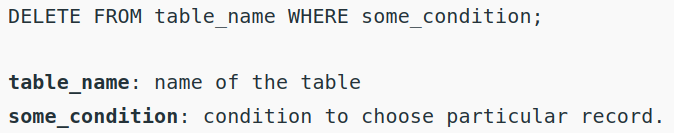 DELETE FROM table_name WHERE some_condition;
table_name: name of the table
some_condition: condition to choose particular record.